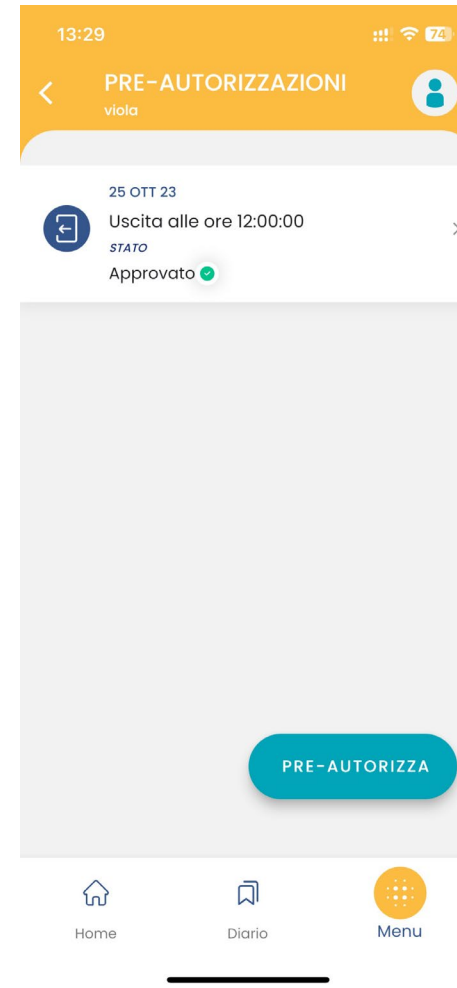 13:29
74
PRE-AUTORIZZAZIONI
viola
25 OTT 23
Uscita alle ore 12:00:00
STATO
Approvato
PRE-AUTORIZZA
Home
Diario
Menu